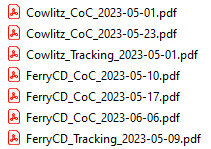 Cowlitz_CoC_2023-05-01.pdf
Cowlitz_CoC_2023-05-23.pdf
Cowlitz_Tracking_2023-05-01.pdf
FerryCD_CoC_2023-05-10.pdf
FerryCD_CoC_2023-05-17.pdf
FerryCD_CoC_2023-06-06.pdf
FerryCD_Tracking_2023-05-09.pdf